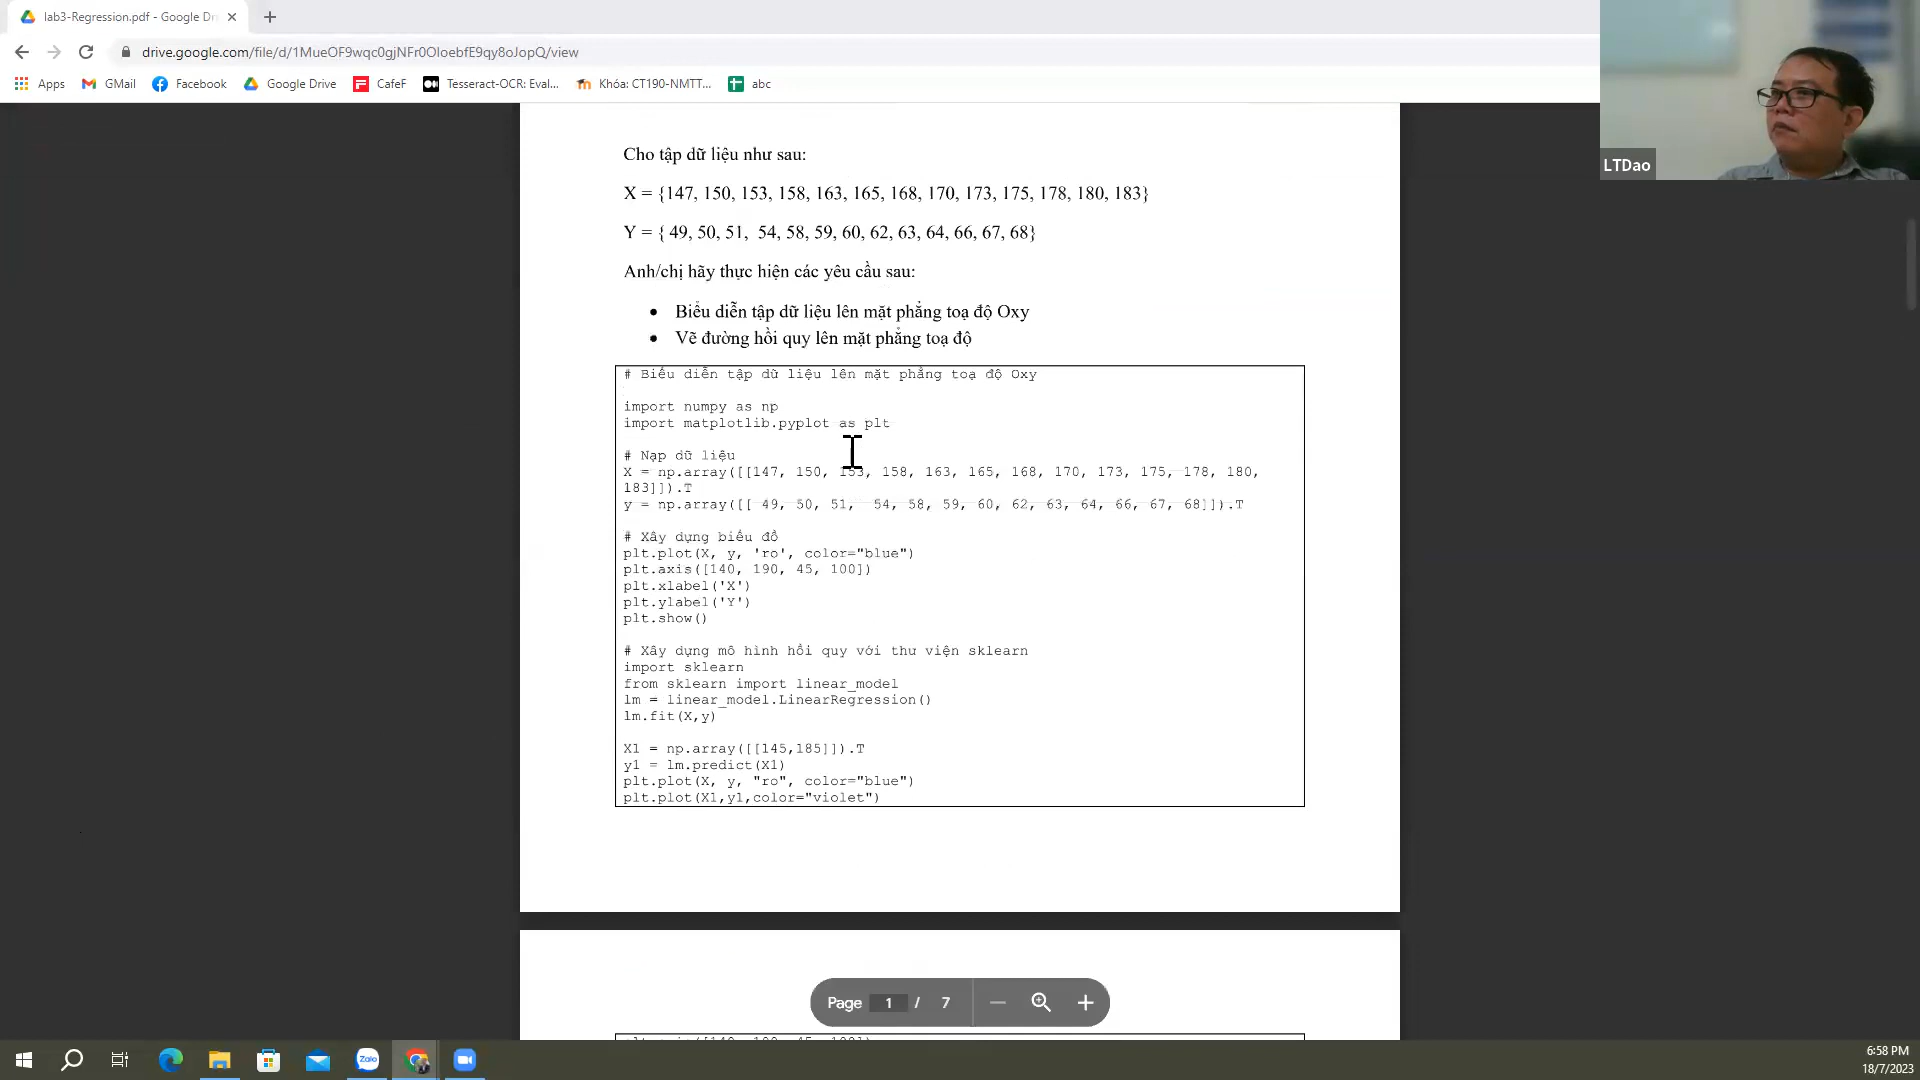 lab3-Regression.pdf - Google Dr
drive.google.com/file/d/1MueOF9wqc0gjNFr0OIoebfE9qy8oJopQ/view
Apps GMail Facebook Google Drive CafeF Tesseract-OCR: Eval... Khóa: CT190-NMTT... abc
LTDao
Cho tập dữ liệu như sau:
X = {147, 150, 153, 158, 163, 165, 168, 170, 173, 175, 178, 180, 183}
Y = { 49, 50, 51,  54, 58, 59, 60, 62, 63, 64, 66, 67, 68}
Anh/chị hãy thực hiện các yêu cầu sau:
• Biểu diễn tập dữ liệu lên mặt phẳng toạ độ Oxy
• Vẽ đường hồi quy lên mặt phẳng toạ độ
# Biểu diễn tập dữ liệu lên mặt phẳng toạ độ Oxy
import numpy as np
import matplotlib.pyplot as plt
# Nạp dữ liệu
X = np.array([[147, 150, 153, 158, 163, 165, 168, 170, 173, 175, 178, 180,
183]]).T
y = np.array([[ 49, 50, 51,  54, 58, 59, 60, 62, 63, 64, 66, 67, 68]]).T
# Xây dựng biểu đồ
plt.plot(X, y, 'ro', color="blue")
plt.axis([140, 190, 45, 100])
plt.xlabel('X')
plt.ylabel('Y')
plt.show()
# Xây dựng mô hình hồi quy với thư viện sklearn
import sklearn
from sklearn import linear_model
lm = linear_model.LinearRegression()
lm.fit(X,y)
X1 = np.array([[145,185]]).T
y1 = lm.predict(X1)
plt.plot(X, y, "ro", color="blue")
plt.plot(X1,y1,color="violet")
Page 1 / 7
Zalo
6:58 PM
18/7/2023